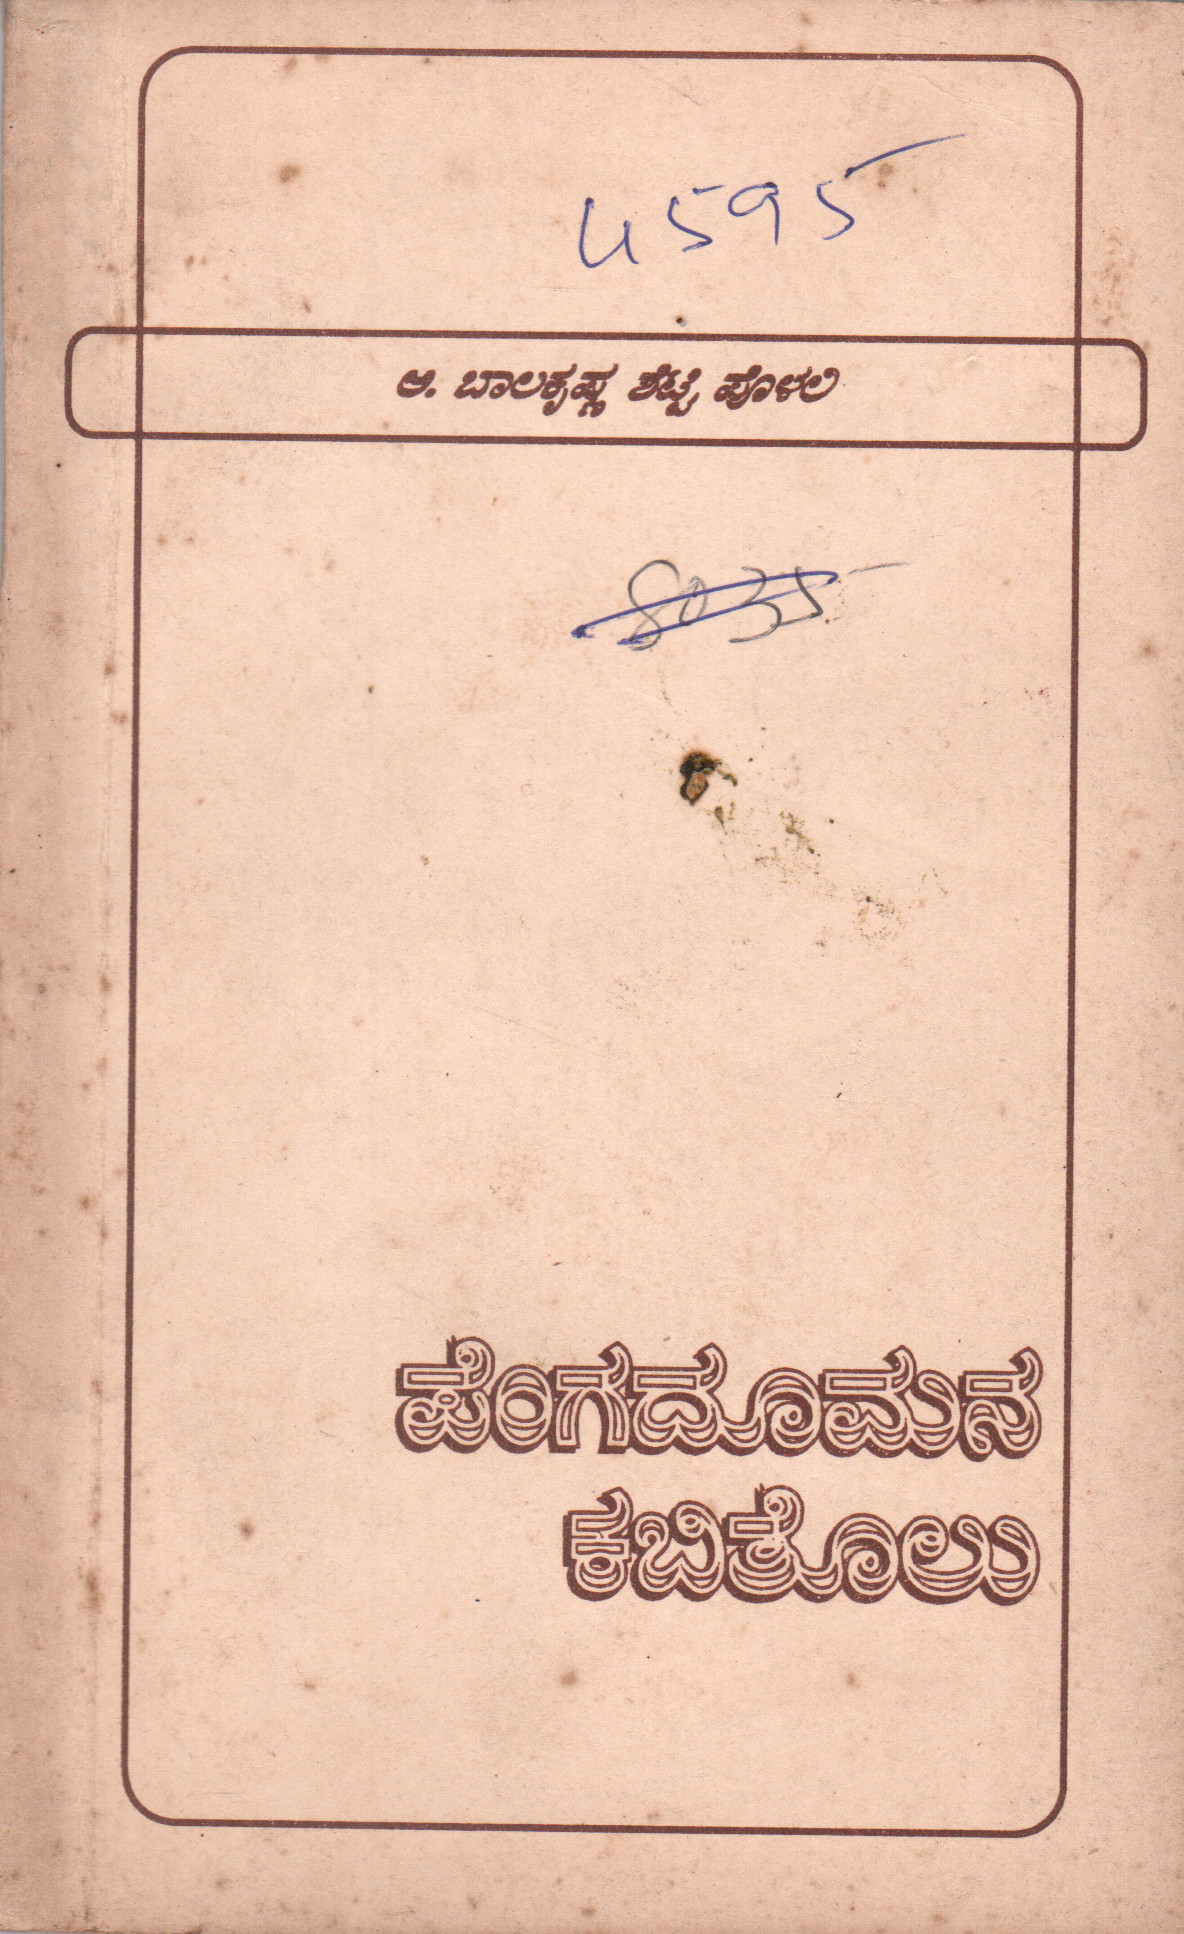 4595
ಅ. ಬಾಲಕೃಷ್ಣ ಶೆಟ್ಟಿ ಪೊಳಲಿ
8035
ಪೆಂಗದೂಮನ
ಕಬಿತೊಲು